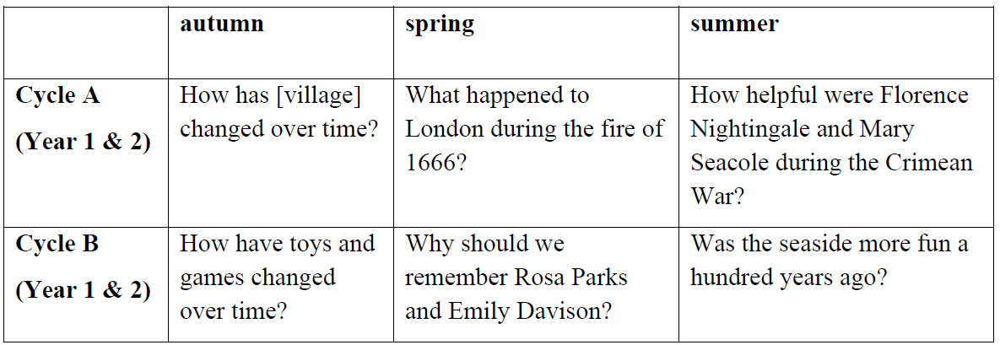 autumn
spring
summer
Cycle A
(Year 1 & 2)
How has [village]
changed over time?
What happened to
London during the fire of
1666?
How helpful were Florence
Nightingale and Mary
Seacole during the Crimean
War?
Cycle B
(Year 1 & 2)
How have toys and
games changed
over time?
Why should we
remember Rosa Parks
and Emily Davison?
Was the seaside more fun a
hundred years ago?